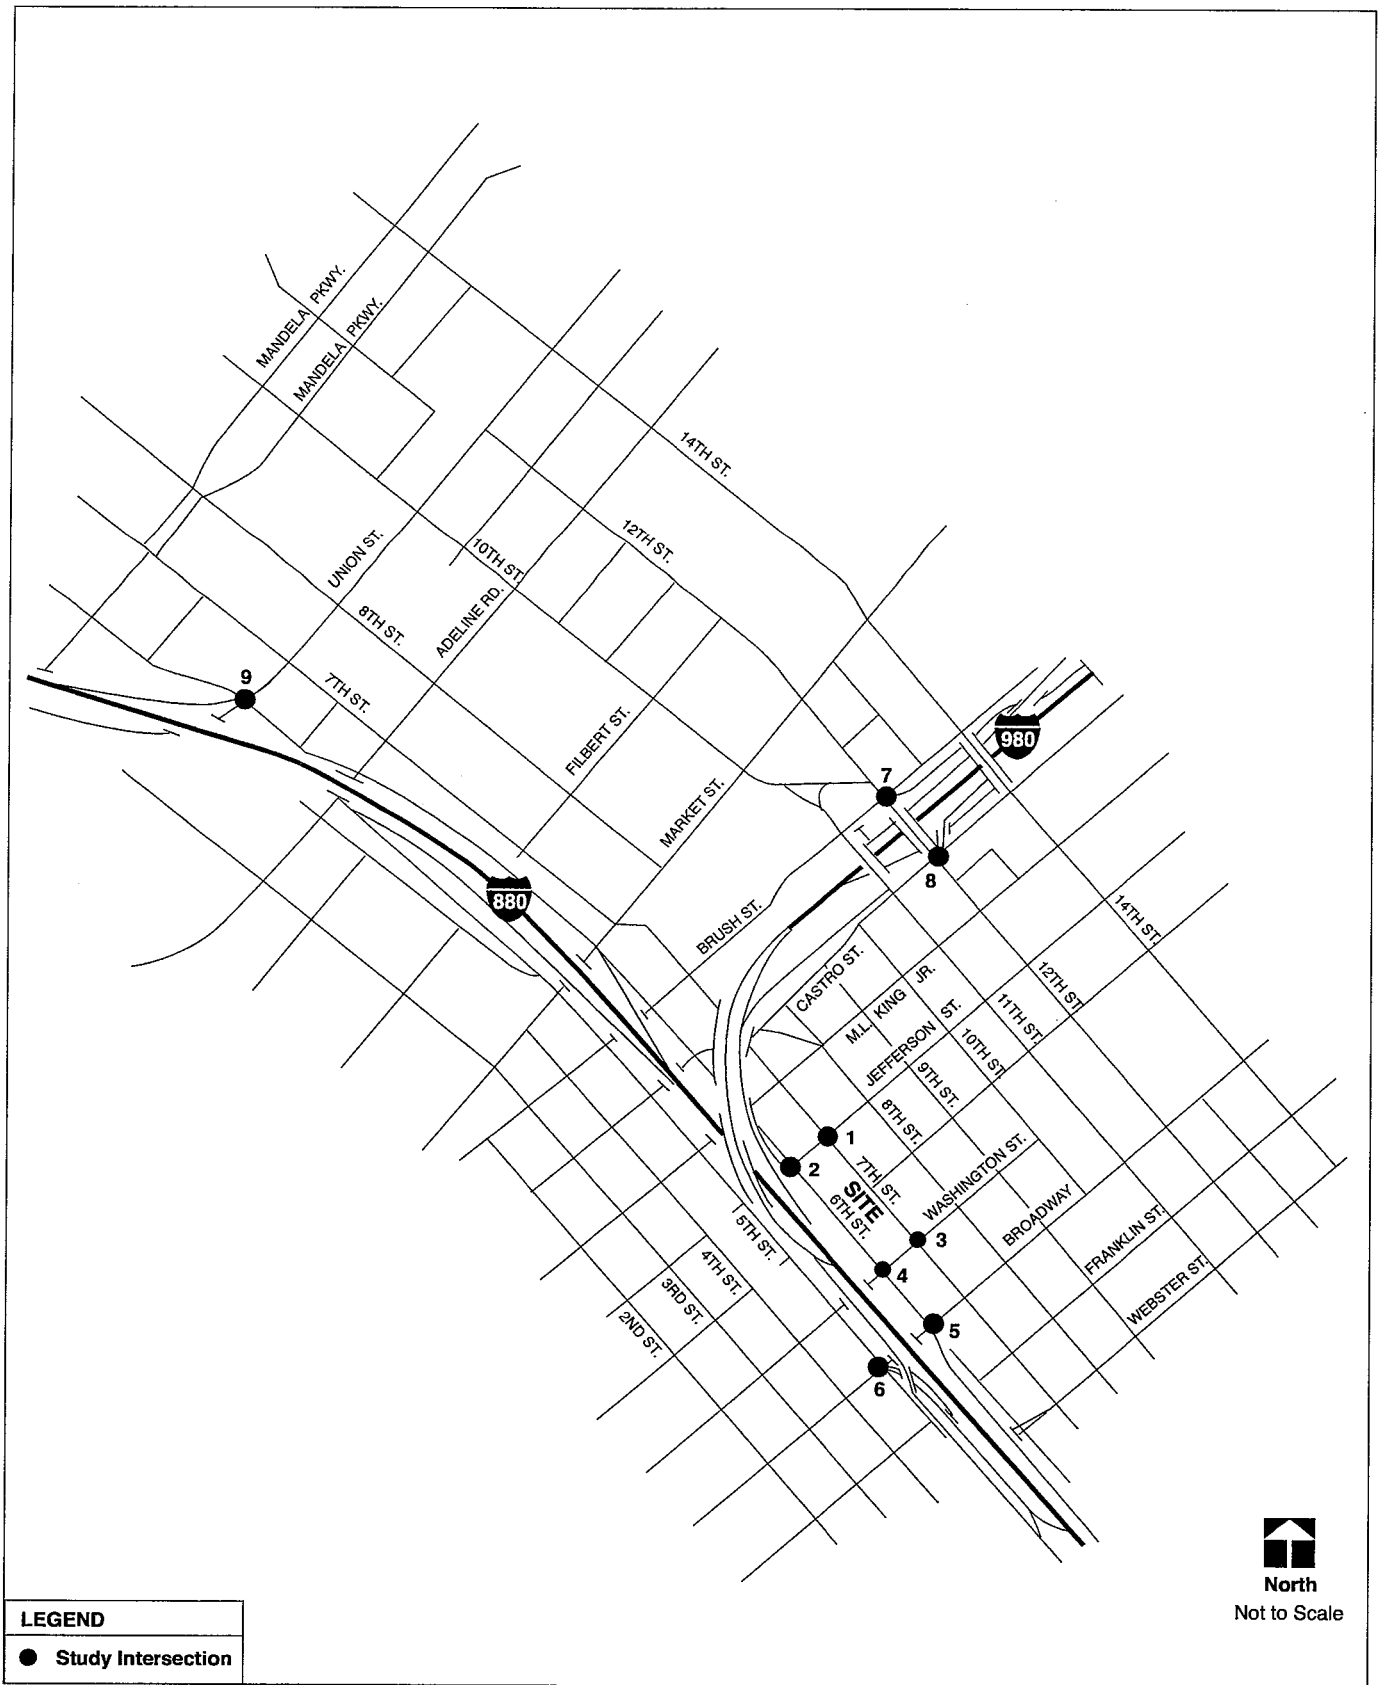 MANDELA PKWY.
MANDELA PKWY.
14TH ST.
12TH ST.
UNION ST.
10TH ST.
ADELINE RD.
8TH ST.
9
7TH ST.
FILBERT ST.
980
7
MARKET ST.
8
880
BRUSH ST.
14TH ST.
CASTRO ST.
M.L. KING JR.
12TH ST.
11TH ST.
JEFFERSON ST.
10TH ST.
9TH ST.
8TH ST.
1
2
7TH ST.
SITE
6TH ST.
WASHINGTON ST.
3
BROADWAY
4
5TH ST.
FRANKLIN ST.
4TH ST.
WEBSTER ST.
3RD ST.
2ND ST.
5
6
North
Not to Scale
LEGEND
Study Intersection